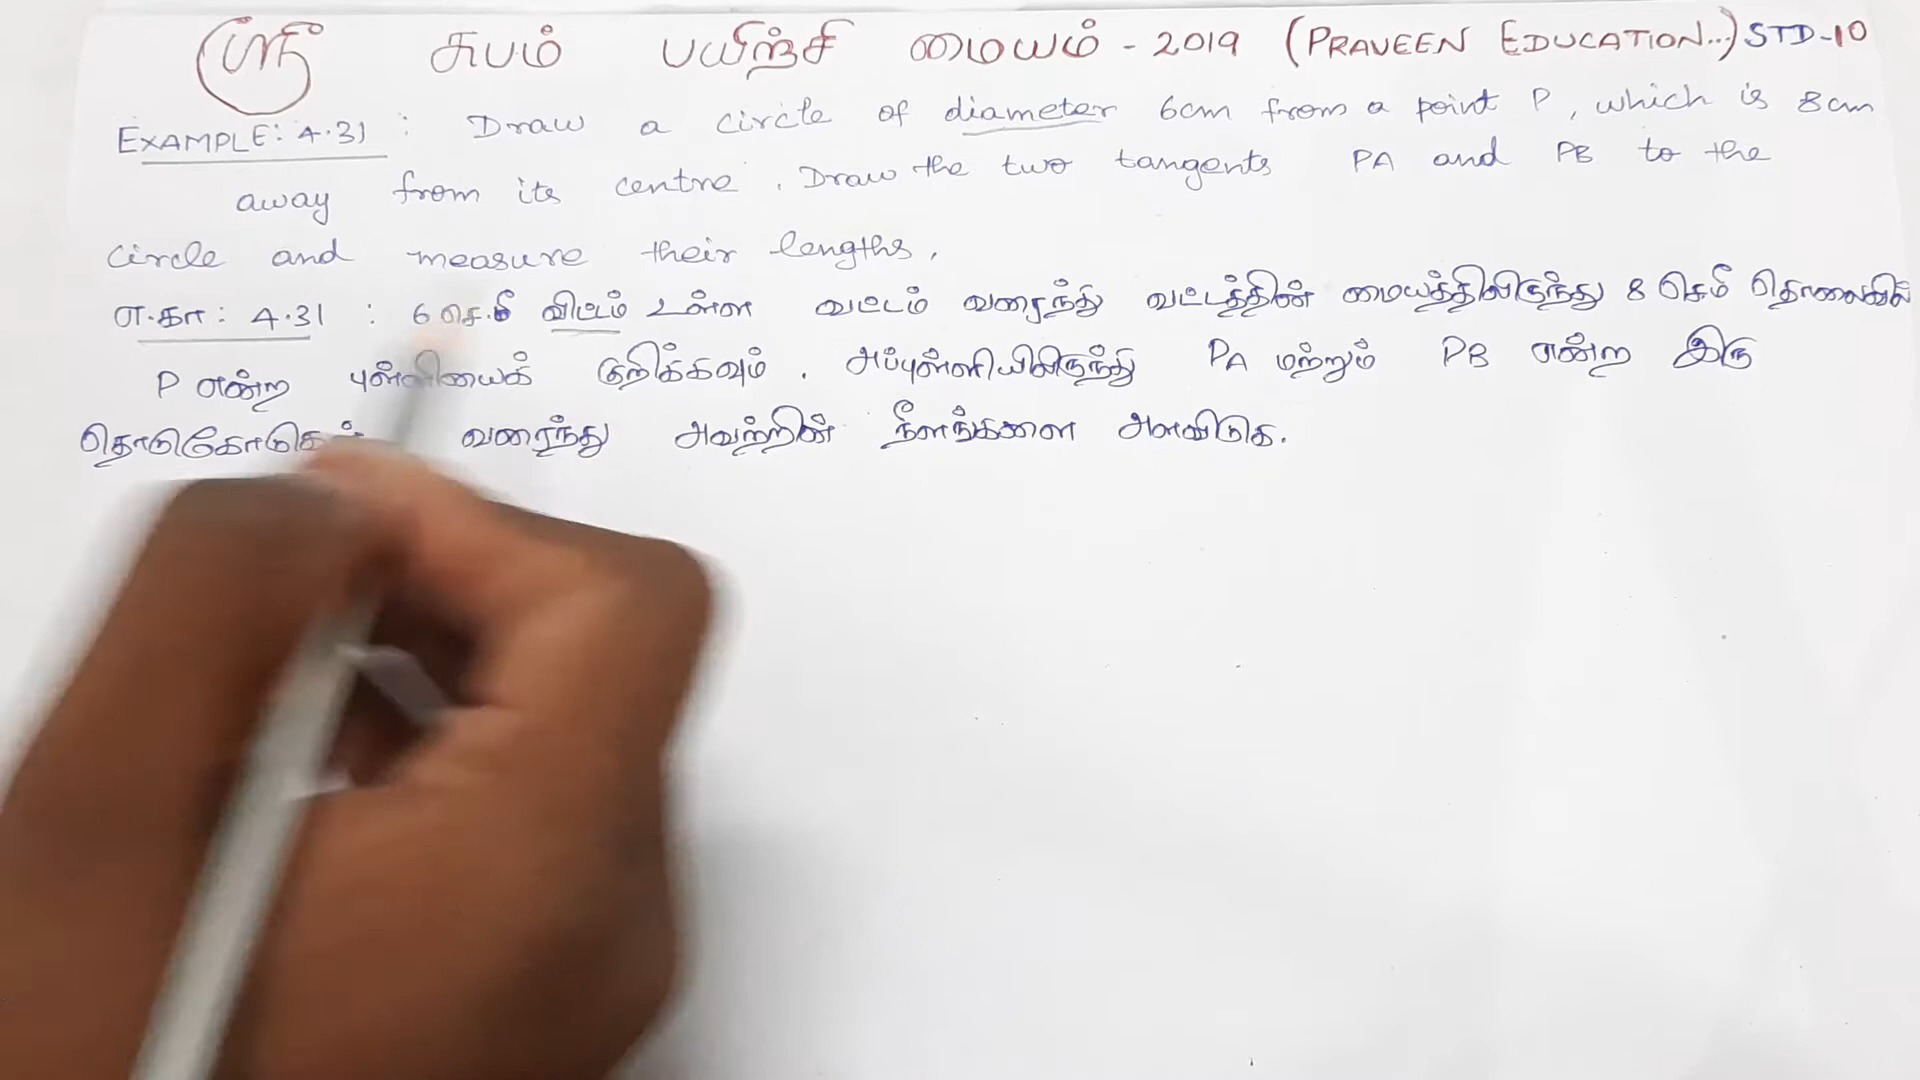 ஸ்ரீ சுபம் பயிற்சி மையம் - 2019 (PRAVEEN EDUCATION...) STD-10
EXAMPLE: 4.31 : Draw a circle of diameter 6cm from a point P, which is 8cm
away from its centre. Draw the two tangents PA and PB to the
circle and measure their lengths.
எ.கா: 4.31 : 6 செ.மீ விட்டம் உள்ள வட்டம் வரைந்து வட்டத்தின் மையத்திலிருந்து 8 செமீ தொலைவில்
P என்ற புள்ளியைக் குறிக்கவும். அப்புள்ளியிலிருந்து PA மற்றும் PB என்ற இரு
தொடுகோடுகள் வரைந்து அவற்றின் நீளங்களை அளவிடுக.